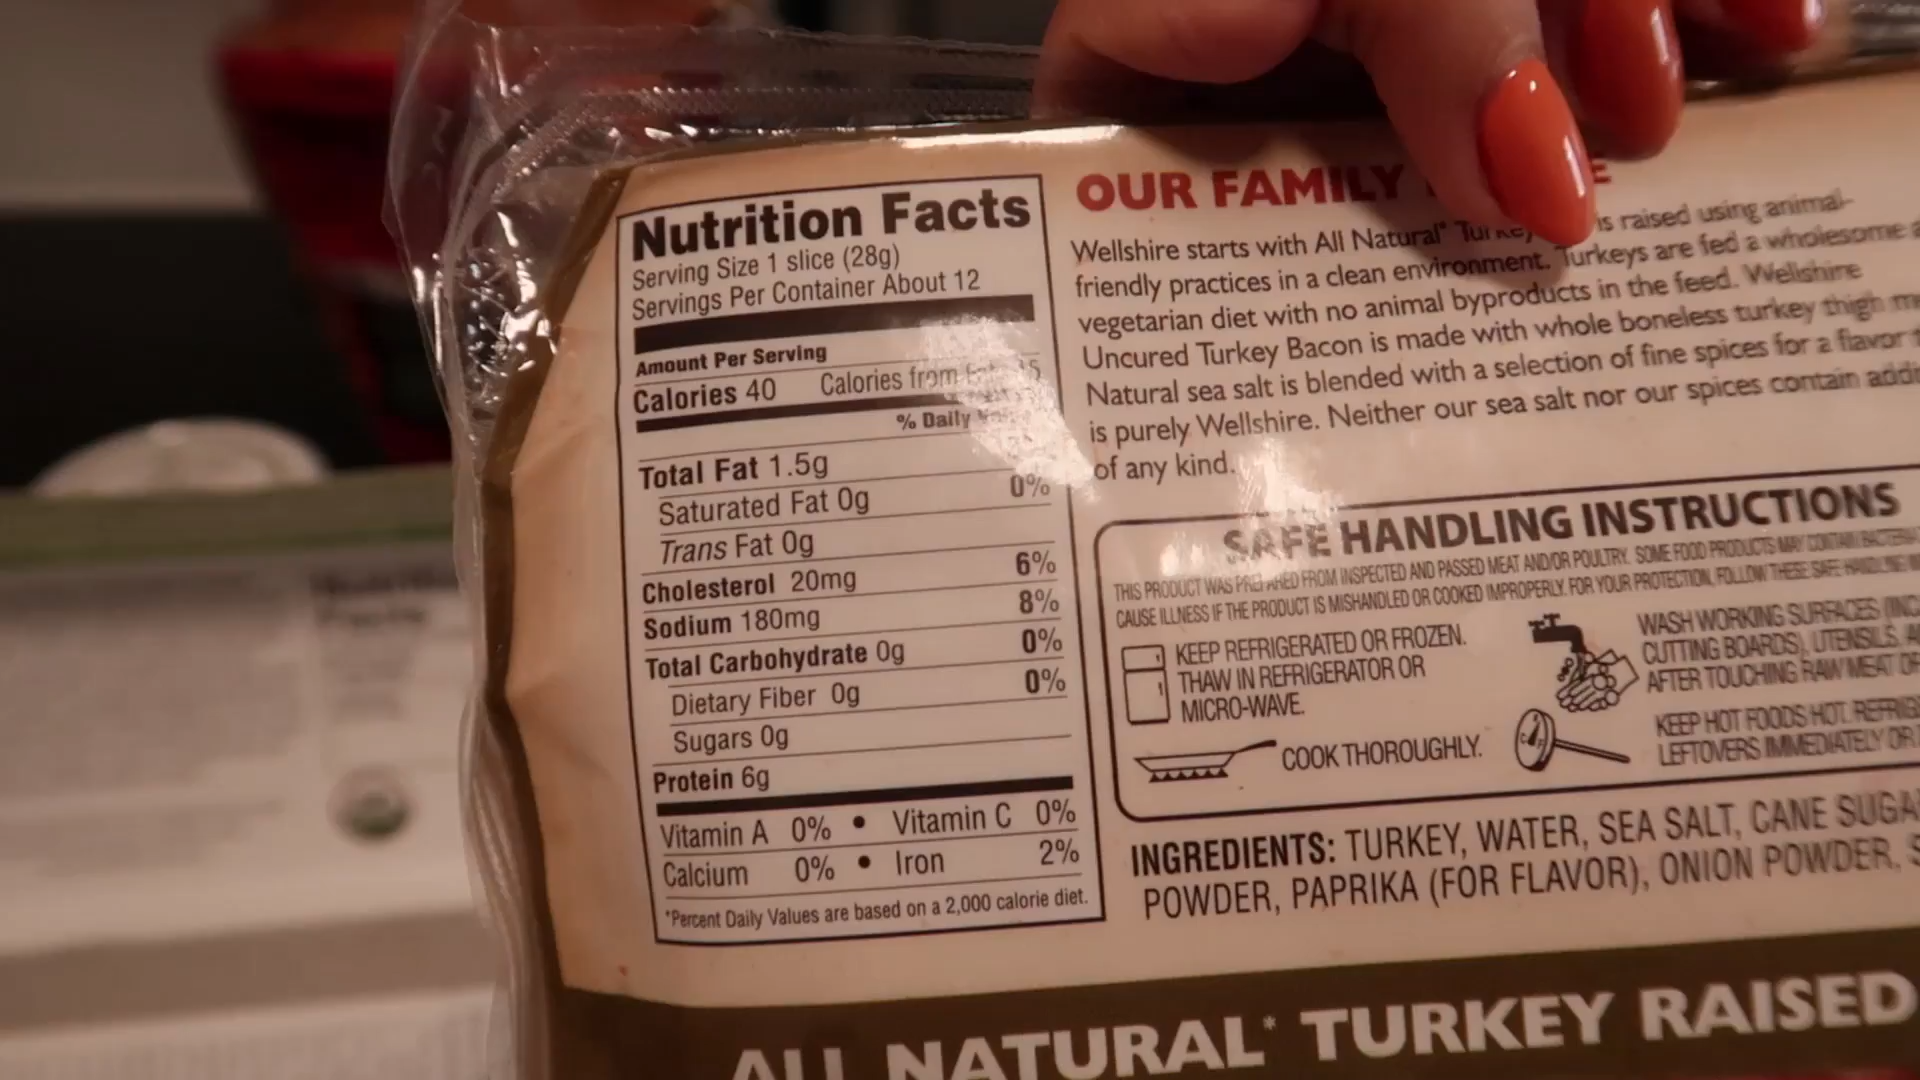 Nutrition Facts
Serving Size 1 slice (28g)
Servings Per Container About 12
Amount Per Serving
Calories 40 Calories from
% Daily
Total Fat 1.5g
Saturated Fat 0g 0%
Trans Fat 0g
Cholesterol 20mg 6%
Sodium 180mg 8%
Total Carbohydrate 0g 0%
Dietary Fiber 0g 0%
Sugars 0g
Protein 6g
Vitamin A 0% • Vitamin C 0%
Calcium 0% • Iron 2%
*Percent Daily Values are based on a 2,000 calorie diet.
OUR FAMILY
Wellshire starts with All Natural* Turkey is raised using animal-
friendly practices in a clean environment. Turkeys are fed a wholesome
vegetarian diet with no animal byproducts in the feed. Wellshire
Uncured Turkey Bacon is made with whole boneless turkey thigh
Natural sea salt is blended with a selection of fine spices for a flavor
is purely Wellshire. Neither our sea salt nor our spices contain
of any kind.
SAFE HANDLING INSTRUCTIONS
THIS PRODUCT WAS PREPARED FROM INSPECTED AND PASSED MEAT AND/OR POULTRY. SOME FOOD PRODUCTS MAY CONTAIN BACTERIA
CAUSE ILLNESS IF THE PRODUCT IS MISHANDLED OR COOKED IMPROPERLY. FOR YOUR PROTECTION, FOLLOW THESE SAFE HANDLING
KEEP REFRIGERATED OR FROZEN.
THAW IN REFRIGERATOR OR
MICRO-WAVE.
WASH WORKING SURFACES
CUTTING BOARDS), UTENSILS,
AFTER TOUCHING RAW MEAT OR
COOK THOROUGHLY.
KEEP HOT FOODS HOT.
LEFTOVERS IMMEDIATELY OR
INGREDIENTS: TURKEY, WATER, SEA SALT, CANE
POWDER, PAPRIKA (FOR FLAVOR), ONION POWDER,
ALL NATURAL* TURKEY RAISED